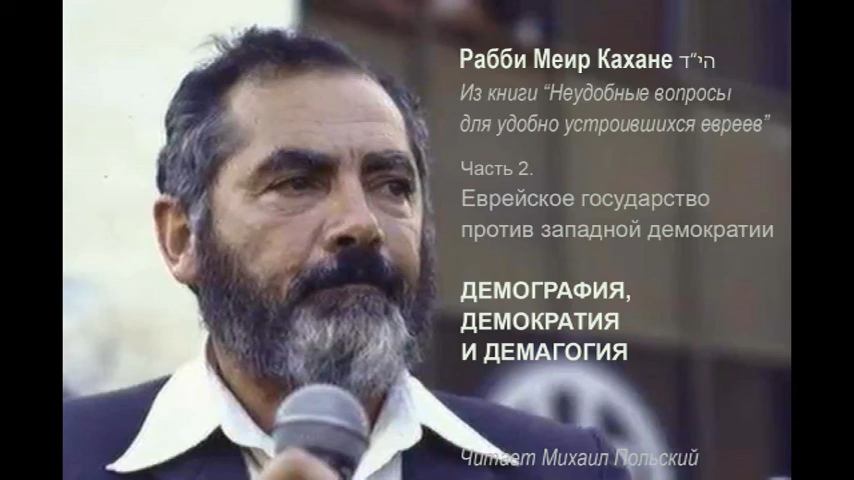 Рабби Меир Кахане הי"ד
Из книги “Неудобные вопросы
для удобно устроившихся евреев”
Часть 2.
Еврейское государство
против западной демократии
ДЕМОГРАФИЯ,
ДЕМОКРАТИЯ
И ДЕМАГОГИЯ
Читает Михаил Польский